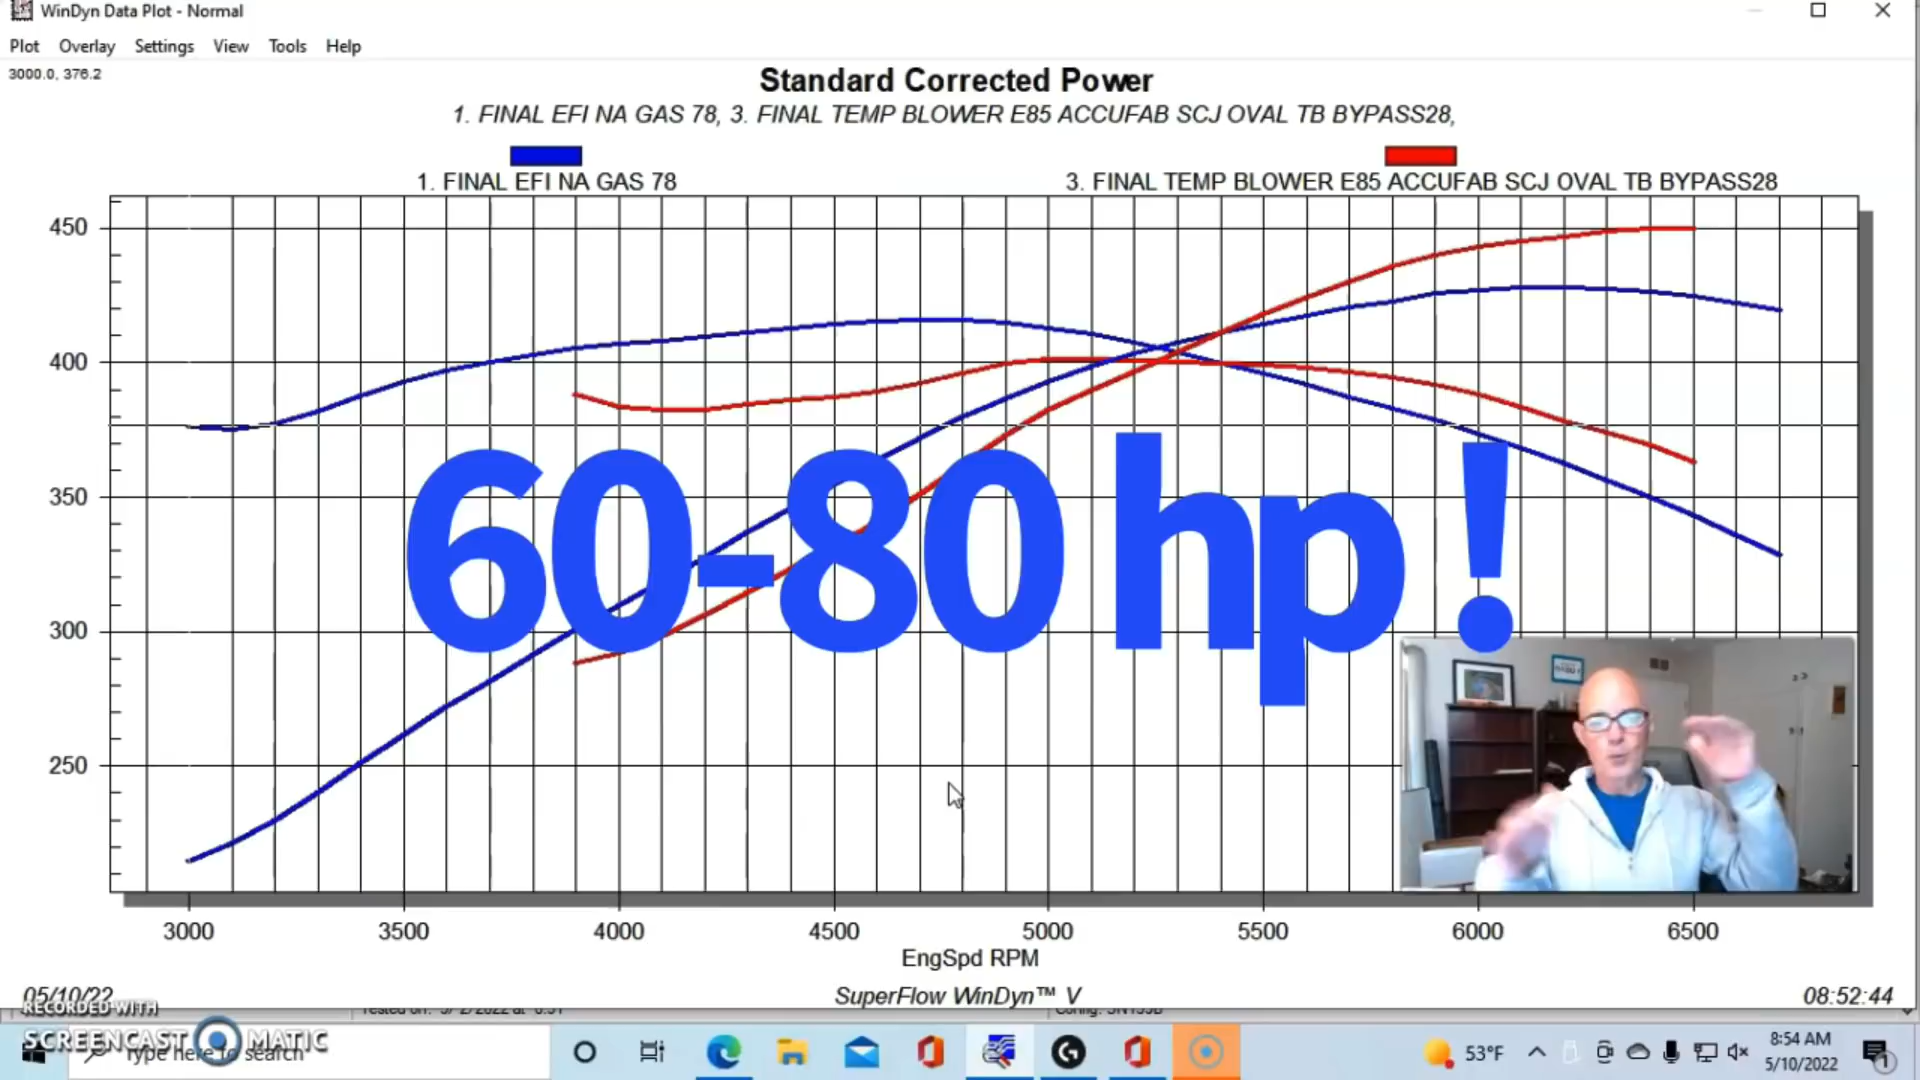 WinDyn Data Plot - Normal
Plot Overlay Settings View Tools Help
3000.0, 376.2
Standard Corrected Power
1. FINAL EFI NA GAS 78, 3. FINAL TEMP BLOWER E85 ACCUFAB SCJ OVAL TB BYPASS28,
1. FINAL EFI NA GAS 78
3. FINAL TEMP BLOWER E85 ACCUFAB SCJ OVAL TB BYPASS28
450
400
350
300
250
60-80 hp!
3000 3500 4000 4500 5000 5500 6000 6500
EngSpd RPM
05/10/22
SuperFlow WinDyn™ V
08:52:44
RECORDED WITH
SCREENCAST MATIC
Type here to search
53°F
8:54 AM
5/10/2022
1